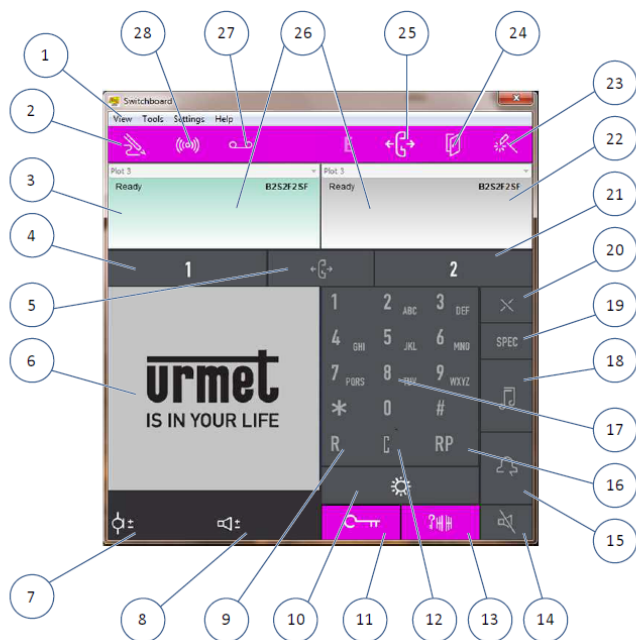 28 27 26 25 24
1
2
23
22
Switchboard
View Tools Settings Help
Plot 3 Plot 3
Ready B2S2F2SF Ready B2S2F2SF
3
21
4
1 2
20
5
19
6
1 2 ABC 3 DEF
SPEC
4 GHI 5 JKL 6 MNO
18
7 PQRS 8 TUV 9 WXYZ
urmet
IS IN YOUR LIFE
* 0 #
17
R C RP
16
15
7 8 9 10 11 12 13 14